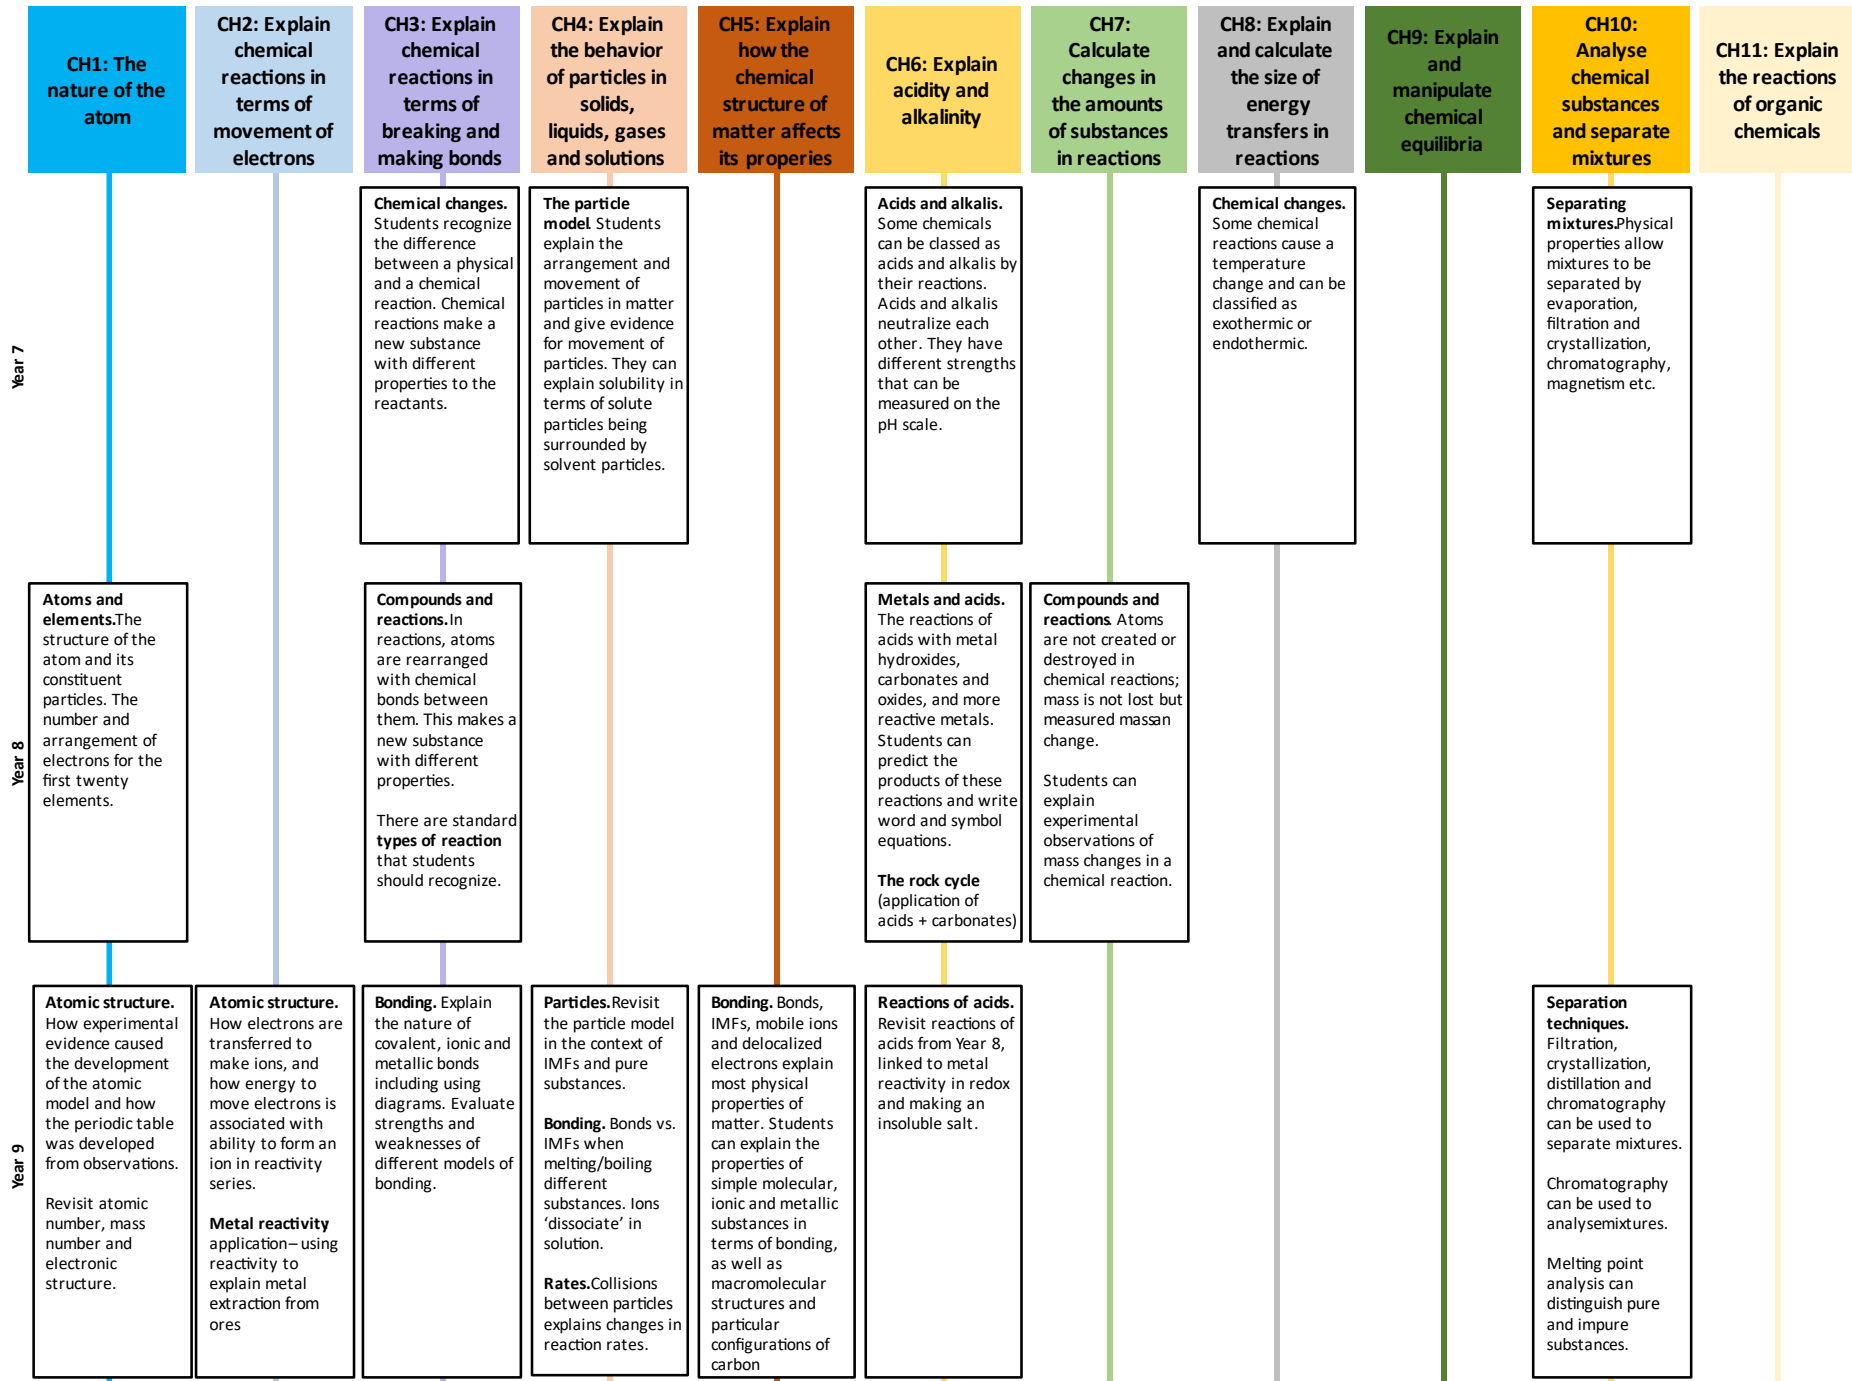 CH1: The
nature of the
atom
CH2: Explain
chemical
reactions in
terms of
movement of
electrons
CH3: Explain
chemical
reactions in
terms of
breaking and
making bonds
CH4: Explain
the behavior
of particles in
solids,
liquids, gases
and solutions
CH5: Explain
how the
chemical
structure of
matter affects
its properies
CH6: Explain
acidity and
alkalinity
CH7:
Calculate
changes in
the amounts
of substances
in reactions
CH8: Explain
and calculate
the size of
energy
transfers in
reactions
CH9: Explain
and
manipulate
chemical
equilibria
CH10:
Analyse
chemical
substances
and separate
mixtures
CH11: Explain
the reactions
of organic
chemicals
Year 7
Chemical changes.
Students recognize
the difference
between a physical
and a chemical
reaction. Chemical
reactions make a
new substance
with different
properties to the
reactants.
The particle
model. Students
explain the
arrangement and
movement of
particles in matter
and give evidence
for movement of
particles. They can
explain solubility in
terms of solute
particles being
surrounded by
solvent particles.
Acids and alkalis.
Some chemicals
can be classed as
acids and alkalis by
their reactions.
Acids and alkalis
neutralize each
other. They have
different strengths
that can be
measured on the
pH scale.
Chemical changes.
Some chemical
reactions cause a
temperature
change and can be
classified as
exothermic or
endothermic.
Separating
mixtures.Physical
properties allow
mixtures to be
separated by
evaporation,
filtration and
crystallization,
chromatography,
magnetism etc.
Year 8
Atoms and
elements.The
structure of the
atom and its
constituent
particles. The
number and
arrangement of
electrons for the
first twenty
elements.
Compounds and
reactions.In
reactions, atoms
are rearranged
with chemical
bonds between
them. This makes a
new substance
with different
properties.
There are standard
types of reaction
that students
should recognize.
Metals and acids.
The reactions of
acids with metal
hydroxides,
carbonates and
oxides, and more
reactive metals.
Students can
predict the
products of these
reactions and write
word and symbol
equations.
The rock cycle
(application of
acids + carbonates)
Compounds and
reactions. Atoms
are not created or
destroyed in
chemical reactions;
mass is not lost but
measured massan
change.
Students can
explain
experimental
observations of
mass changes in a
chemical reaction.
Year 9
Atomic structure.
How experimental
evidence caused
the development
of the atomic
model and how
the periodic table
was developed
from observations.
Revisit atomic
number, mass
number and
electronic
structure.
Atomic structure.
How electrons are
transferred to
make ions, and
how energy to
move electrons is
associated with
ability to form an
ion in reactivity
series.
Metal reactivity
application– using
reactivity to
explain metal
extraction from
ores
Bonding. Explain
the nature of
covalent, ionic and
metallic bonds
including using
diagrams. Evaluate
strengths and
weaknesses of
different models of
bonding.
Particles.Revisit
the particle model
in the context of
IMFs and pure
substances.
Bonding. Bonds vs.
IMFs when
melting/boiling
different
substances. Ions
‘dissociate’ in
solution.
Rates.Collisions
between particles
explains changes in
reaction rates.
Bonding. Bonds,
IMFs, mobile ions
and delocalized
electrons explain
most physical
properties of
matter. Students
can explain the
properties of
simple molecular,
ionic and metallic
substances in
terms of bonding,
as well as
macromolecular
structures and
particular
configurations of
carbon
Reactions of acids.
Revisit reactions of
acids from Year 8,
linked to metal
reactivity in redox
and making an
insoluble salt.
Separation
techniques.
Filtration,
crystallization,
distillation and
chromatography
can be used to
separate mixtures.
Chromatography
can be used to
analysemixtures.
Melting point
analysis can
distinguish pure
and impure
substances.